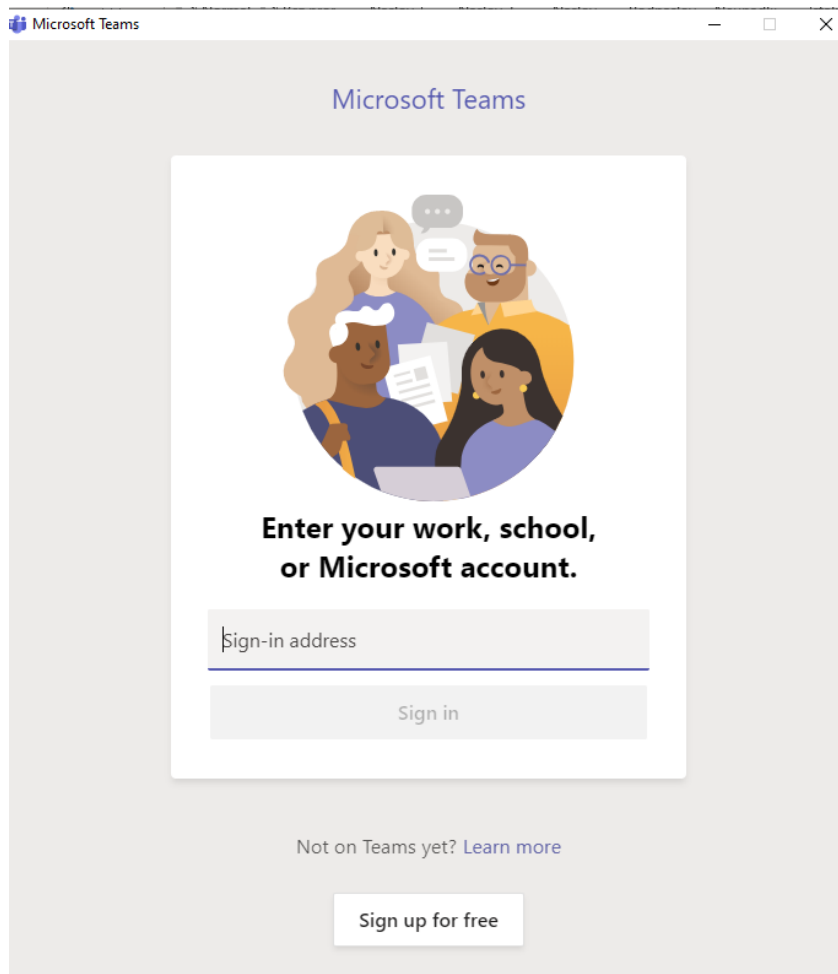 Microsoft Teams
Microsoft Teams
Enter your work, school,
or Microsoft account.
Sign-in address
Sign in
Not on Teams yet? Learn more
Sign up for free